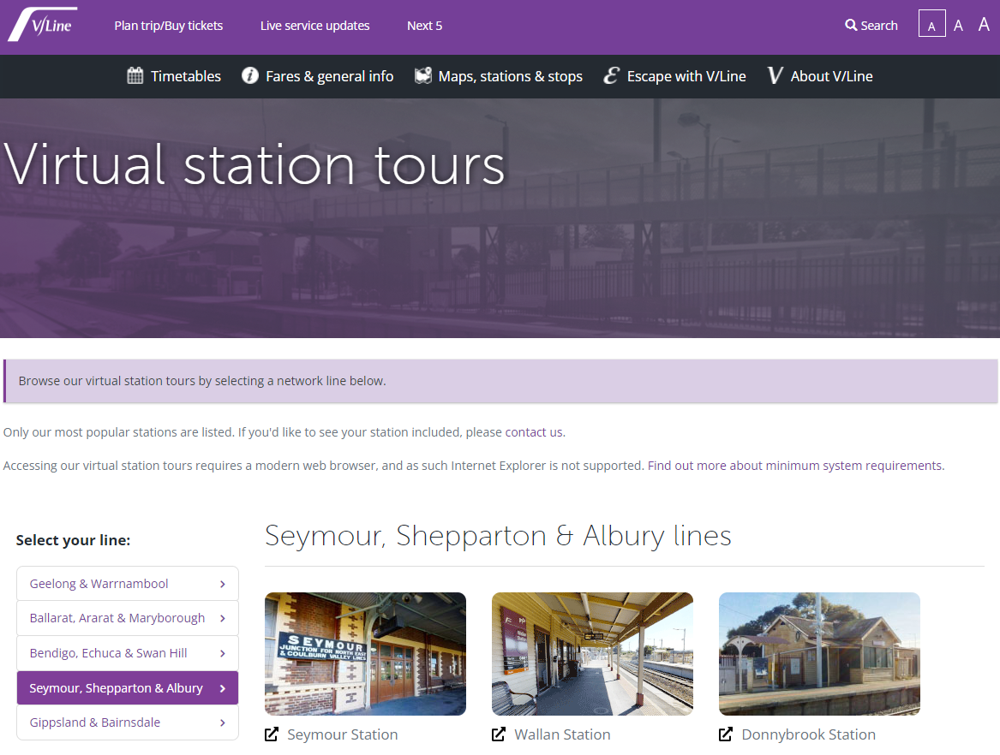 V/Line
Plan trip/Buy tickets
Live service updates
Next 5
Search
A
A
A
Timetables
Fares & general info
Maps, stations & stops
Escape with V/Line
About V/Line
Virtual station tours
Browse our virtual station tours by selecting a network line below.
Only our most popular stations are listed. If you'd like to see your station included, please contact us.
Accessing our virtual station tours requires a modern web browser, and as such Internet Explorer is not supported. Find out more about minimum system requirements.
Select your line:
Geelong & Warrnambool
Ballarat, Ararat & Maryborough
Bendigo, Echuca & Swan Hill
Seymour, Shepparton & Albury
Gippsland & Bairnsdale
Seymour, Shepparton & Albury lines
SEYMOUR
JUNCTION FOR NORTH EAST
& GOULBURN VALLEY LINES
Seymour Station
Wallan Station
Donnybrook Station